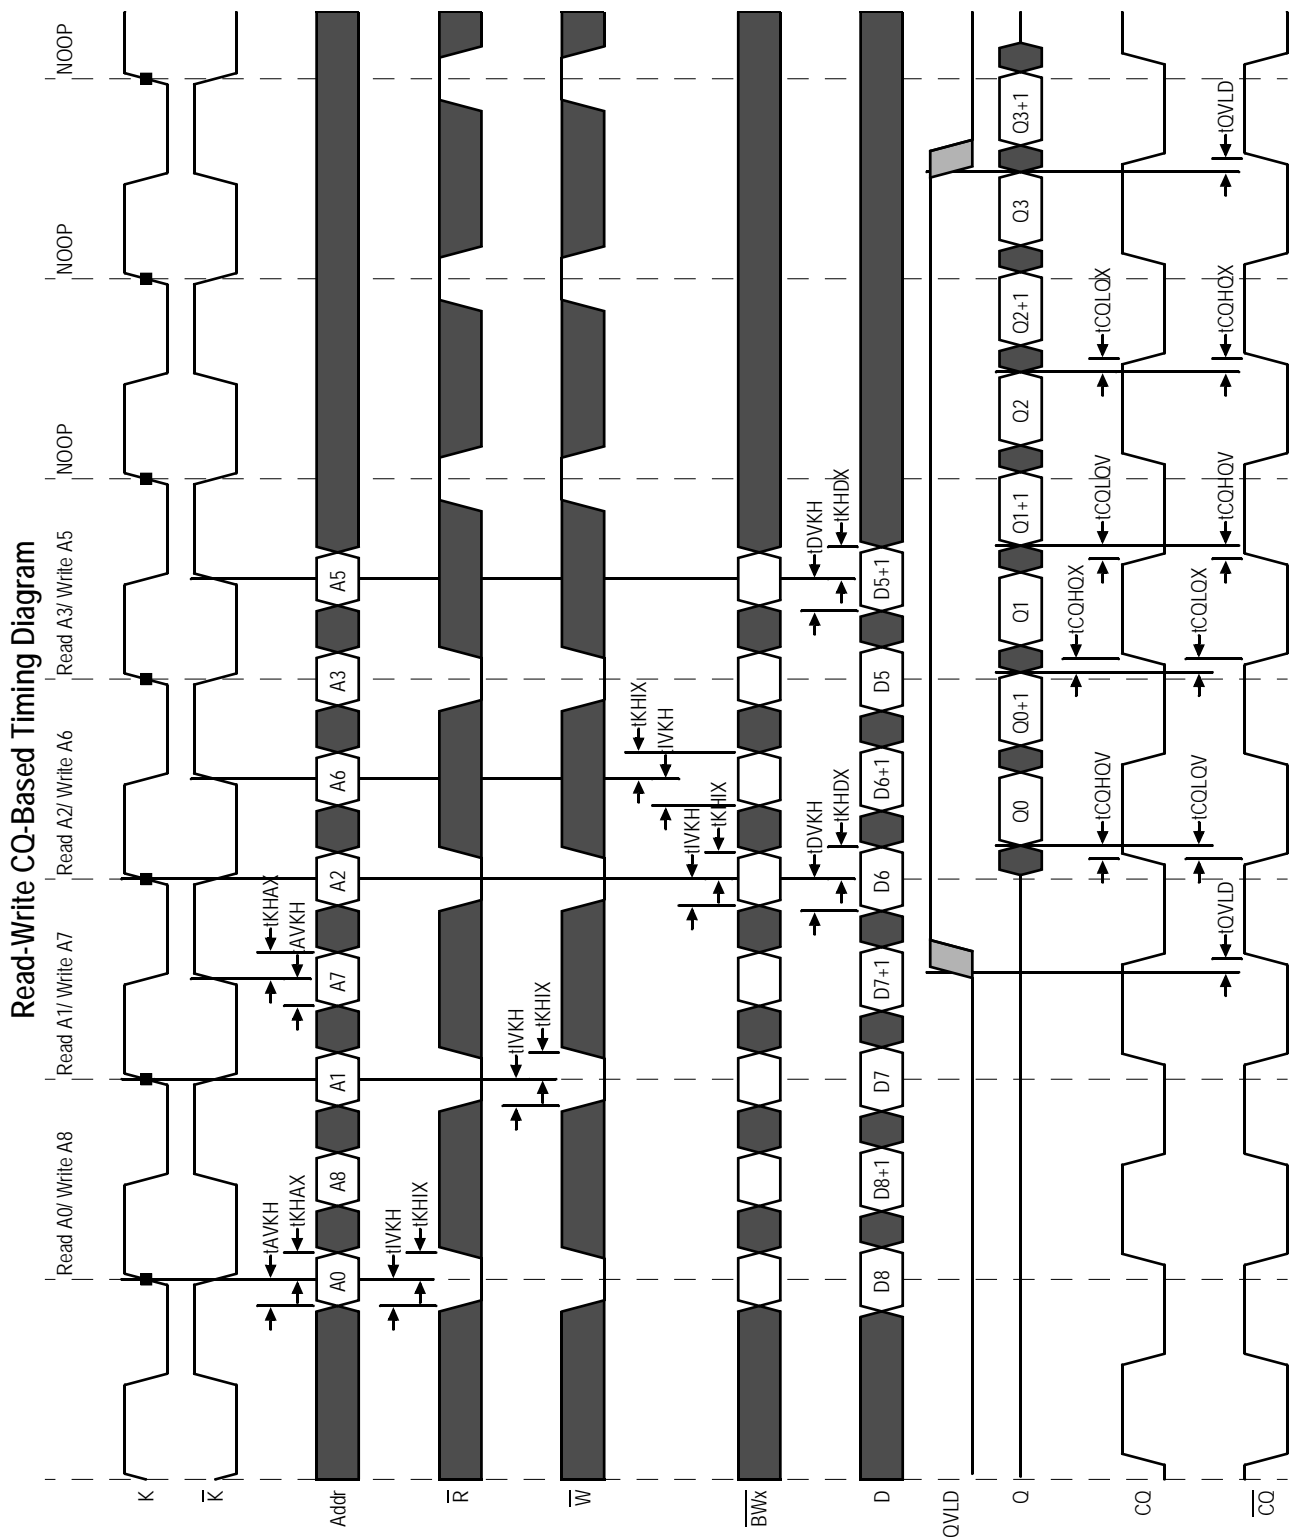 Read-Write CQ-Based Timing Diagram
Read A0/ Write A8
Read A1/ Write A7
Read A2/ Write A6
Read A3/ Write A5
NOOP
NOOP
NOOP
K
K
Addr
A0
A8
A1
A7
A2
A6
A3
A5
tAVKH
tKHAX
tKHAX
tAVKH
R
tIVKH
tKHIX
W
tIVKH
tKHIX
BWx
tKHIX
tIVKH
tIVKH
tKHIX
D
D8
D8+1
D7
D7+1
D6
D6+1
D5
D5+1
tDVKH
tKHDX
tDVKH
tKHDX
QVLD
Q
Q0
Q0+1
Q1
Q1+1
Q2
Q2+1
Q3
Q3+1
CQ
tCQHQV
tCQHQX
tCQLQV
tCQLQX
CQ
tQVLD
tCQLQV
tCQLQX
tCQHQV
tCQHQX
tQVLD